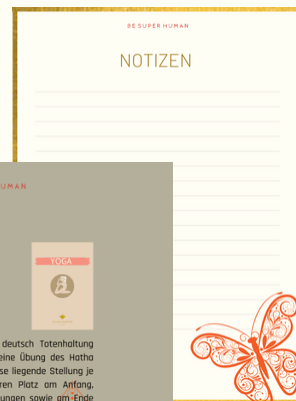 BE SUPER HUMAN
NOTIZEN
UMAN
YOGA
deutsch Totenhaltung
eine Übung des Hatha
se liegende Stellung je
ren Platz am Anfang,
ungen sowie am Ende